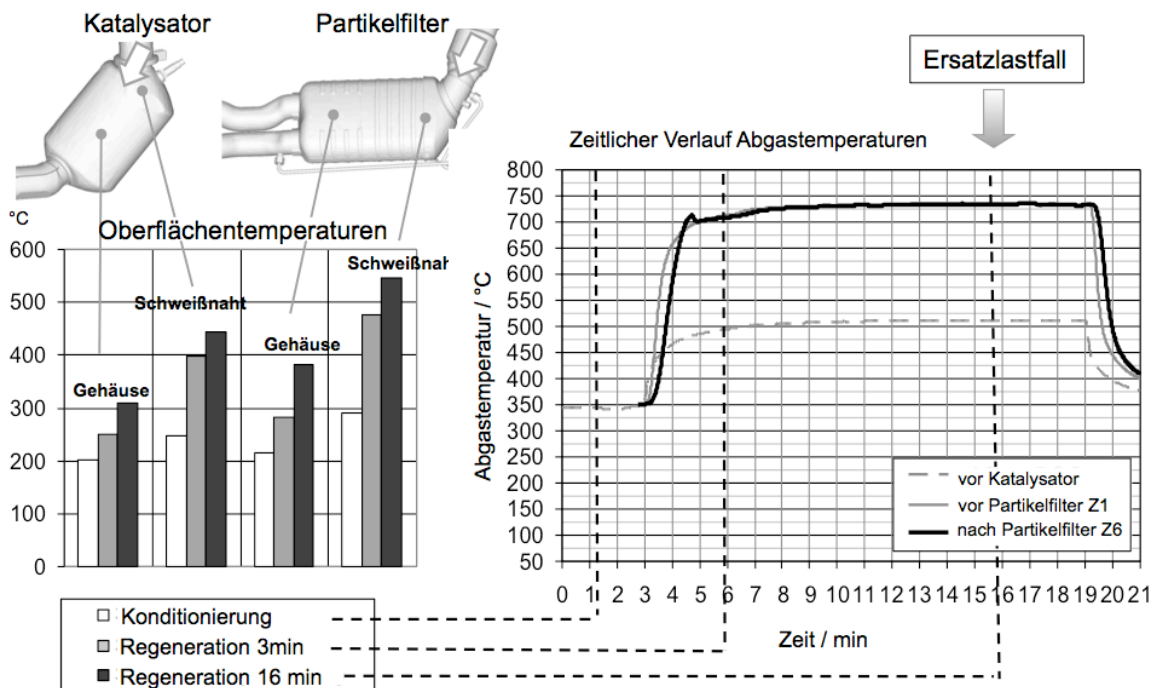 Katalysator
Partikelfilter
Ersatzlastfall
Zeitlicher Verlauf Abgastemperaturen
°C
Oberflächentemperaturen
600
500
400
300
200
100
0
Gehäuse
Schweißnaht
Gehäuse
Schweißnah
Abgastemperatur / °C
800
750
700
650
600
550
500
450
400
350
300
250
200
150
100
50
vor Katalysator
vor Partikelfilter Z1
nach Partikelfilter Z6
0 1 2 3 4 5 6 7 8 9 10 11 12 13 14 15 16 17 18 19 20 21
Zeit / min
Konditionierung
Regeneration 3min
Regeneration 16 min